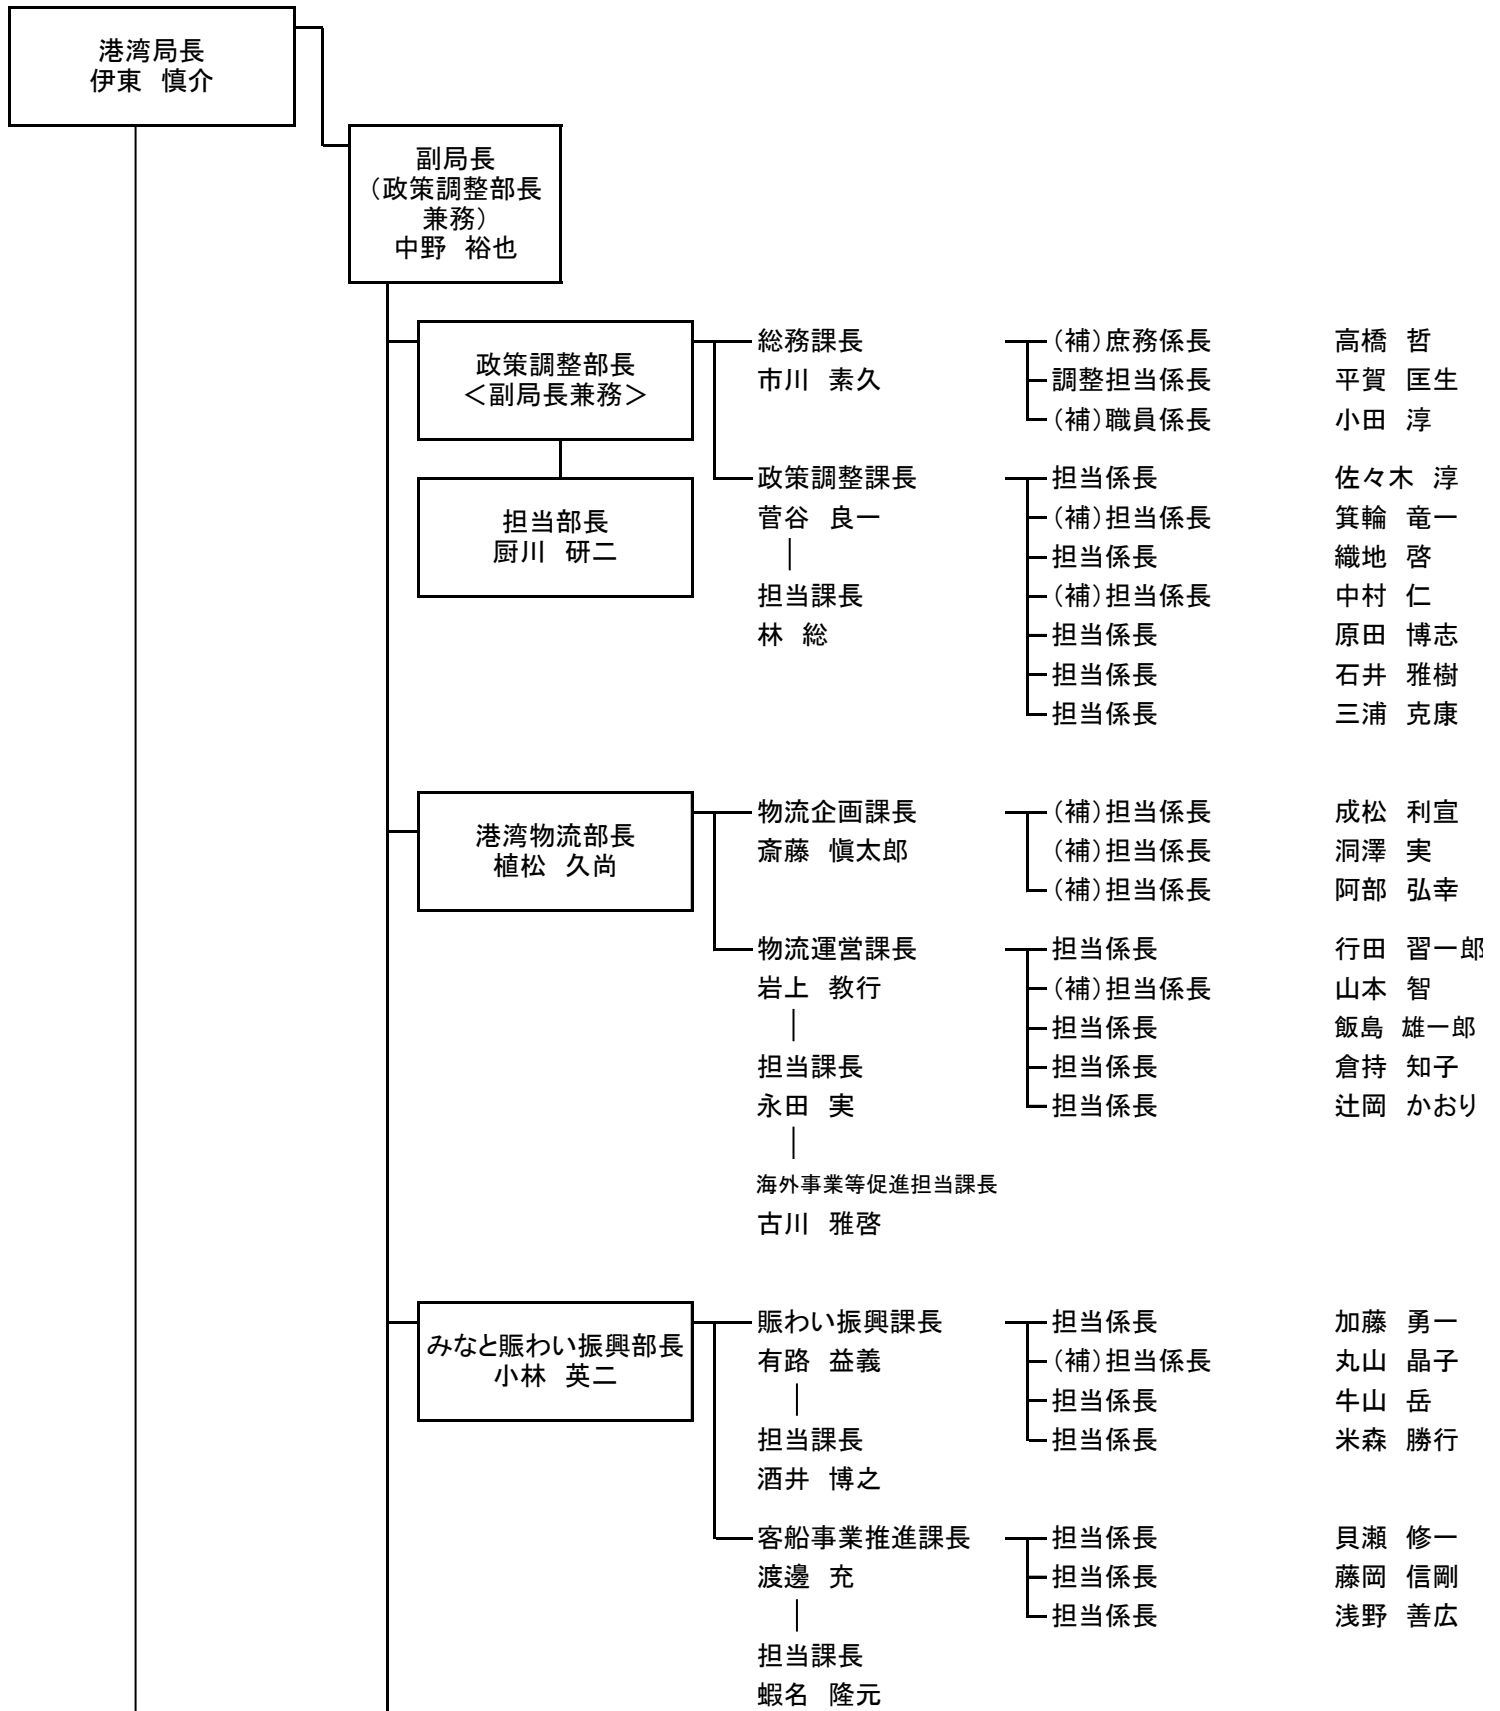 港湾局長
伊東 慎介
副局長
（政策調整部長
兼務）
中野 裕也
政策調整部長
＜副局長兼務＞
担当部長
厨川 研二
総務課長 （補）庶務係長 高橋 哲
市川 素久 調整担当係長 平賀 匡生
（補）職員係長 小田 淳
政策調整課長 担当係長 佐々木 淳
菅谷 良一 （補）担当係長 箕輪 竜一
担当係長 織地 啓
担当課長 （補）担当係長 中村 仁
林 総 担当係長 原田 博志
担当係長 石井 雅樹
担当係長 三浦 克康
港湾物流部長
植松 久尚
物流企画課長 （補）担当係長 成松 利宣
斎藤 愼太郎 （補）担当係長 洞澤 実
（補）担当係長 阿部 弘幸
物流運営課長 担当係長 行田 習一郎
岩上 教行 （補）担当係長 山本 智
担当係長 飯島 雄一郎
担当課長 担当係長 倉持 知子
永田 実 担当係長 辻岡 かおり
海外事業等促進担当課長
古川 雅啓
みなと賑わい振興部長
小林 英二
賑わい振興課長 担当係長 加藤 勇一
有路 益義 （補）担当係長 丸山 晶子
担当係長 牛山 岳
担当課長 担当係長 米森 勝行
酒井 博之
客船事業推進課長 担当係長 貝瀬 修一
渡邊 充 担当係長 藤岡 信剛
担当係長 浅野 善広
担当課長
蝦名 隆元